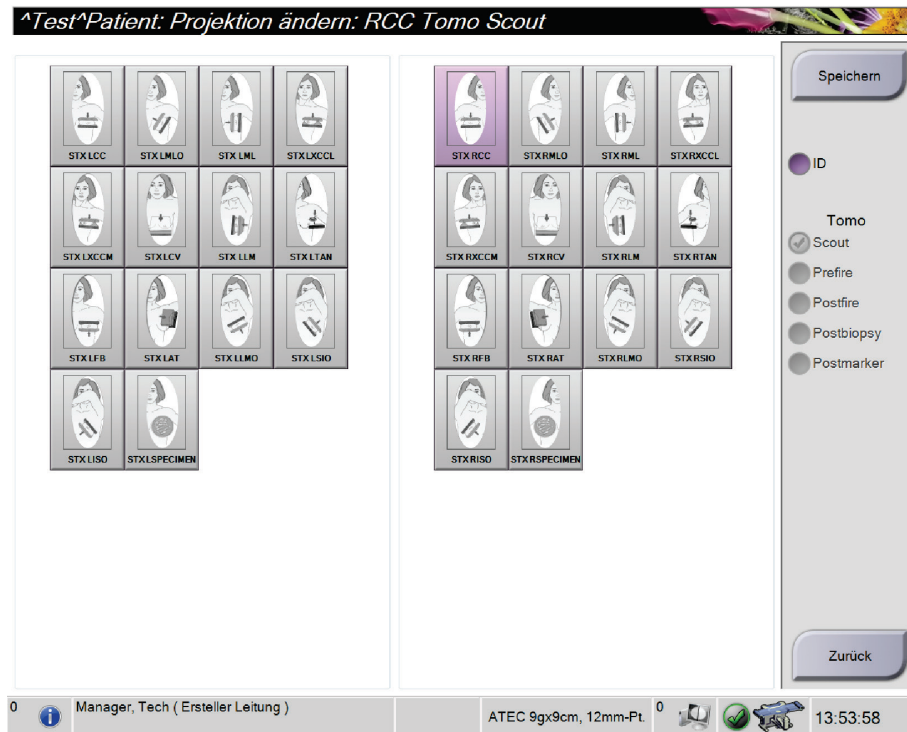 ^Test^Patient: Projektion ändern: RCC Tomo Scout
STX LCC STX LMLO STX LML STX LXCCL
STX LXCCM STX LCV STX LLM STX LTAN
STX LFB STX LAT STX LLMO STX LSIO
STX LISO STX LSPECIMEN
STX RCC STX RMLO STX RML STX RXCCL
STX RXCCM STX RCV STX RLM STX RTAN
STX RFB STX RAT STX RLMO STX RSIO
STX RISO STX RSPECIMEN
Speichern
ID
Tomo
Scout
Prefire
Postfire
Postbiopsy
Postmarker
Zurück
0 Manager, Tech ( Ersteller Leitung ) ATEC 9gx9cm, 12mm-Pt. 0 13:53:58